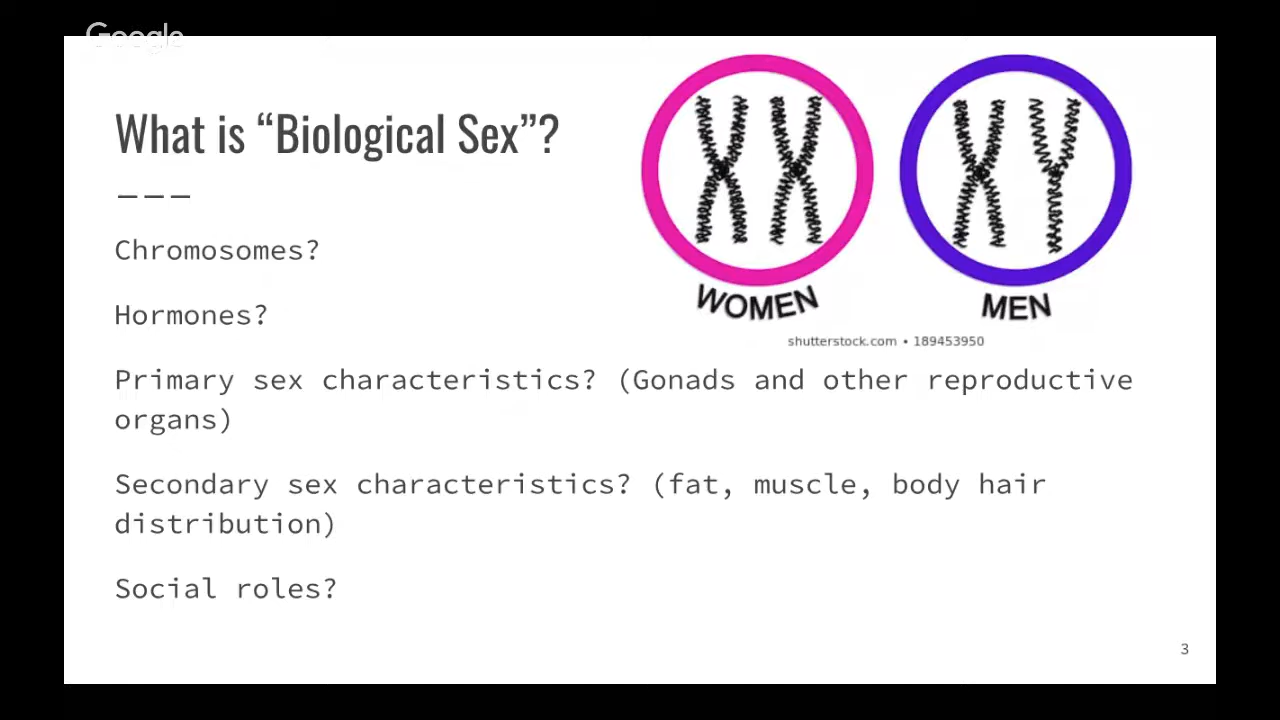 Google
What is “Biological Sex”?
Chromosomes?
Hormones?
Primary sex characteristics? (Gonads and other reproductive
organs)
Secondary sex characteristics? (fat, muscle, body hair
distribution)
Social roles?
WOMEN
MEN
shutterstock.com • 189453950
3